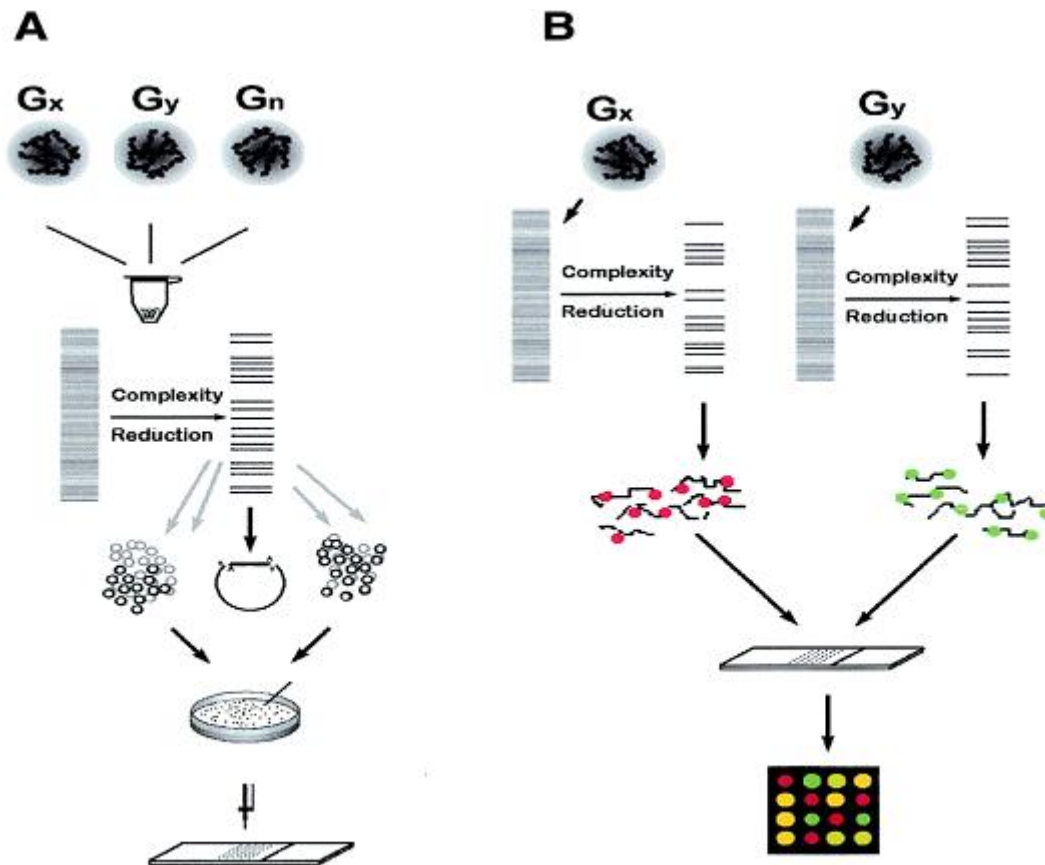 A
Gx Gy Gn
Complexity
Reduction
B
Gx
Gy
Complexity
Reduction
Complexity
Reduction